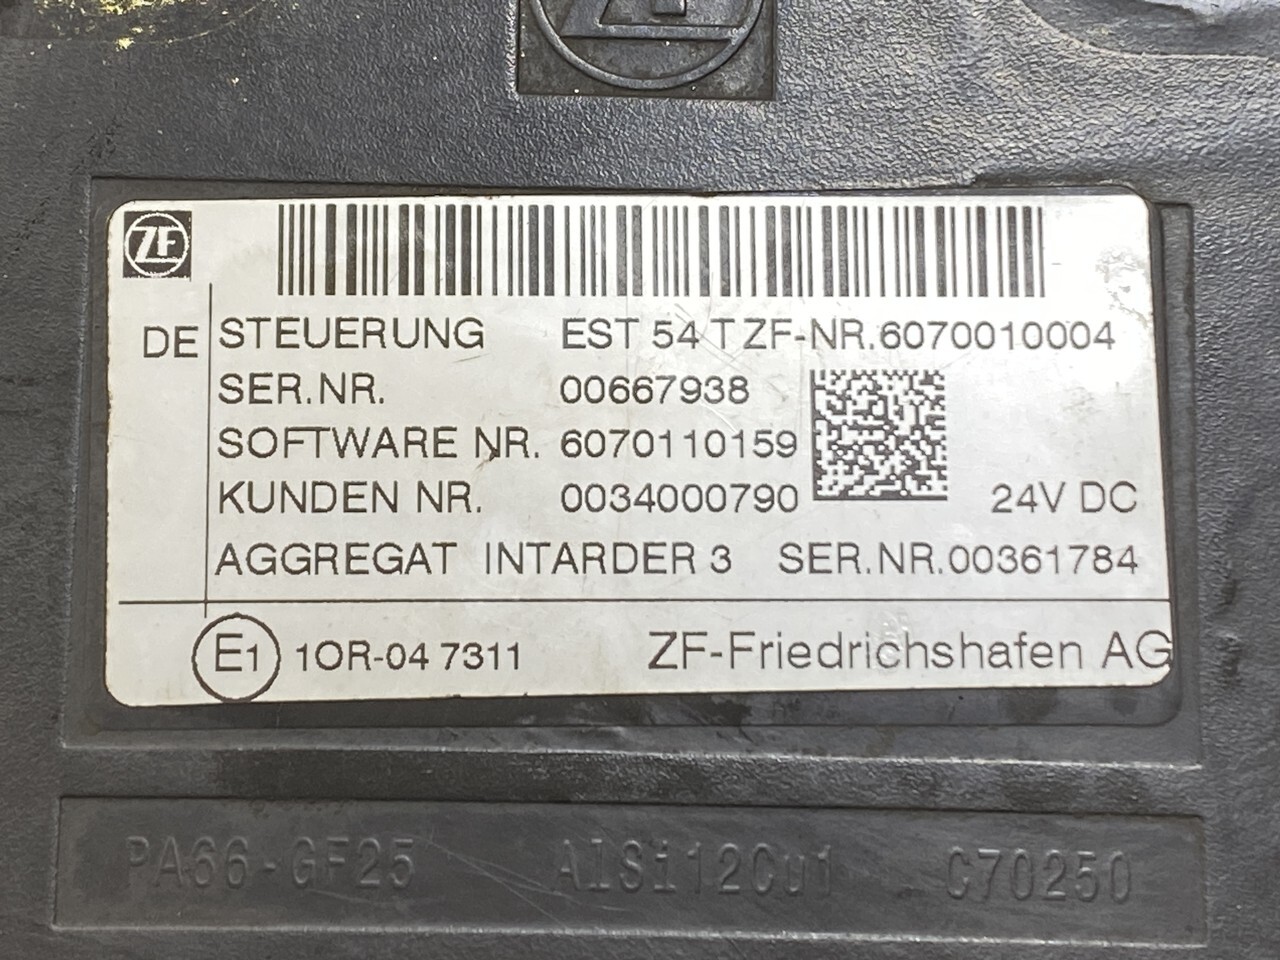 ZF
ZF
DE
STEUERUNG EST 54 T ZF-NR.6070010004
SER.NR. 00667938
SOFTWARE NR. 6070110159
KUNDEN NR. 0034000790 24V DC
AGGREGAT INTARDER 3 SER.NR.00361784
E1 10R-04 7311 ZF-Friedrichshafen AG
PA66-GF25 AlSi12Cu1 C70250